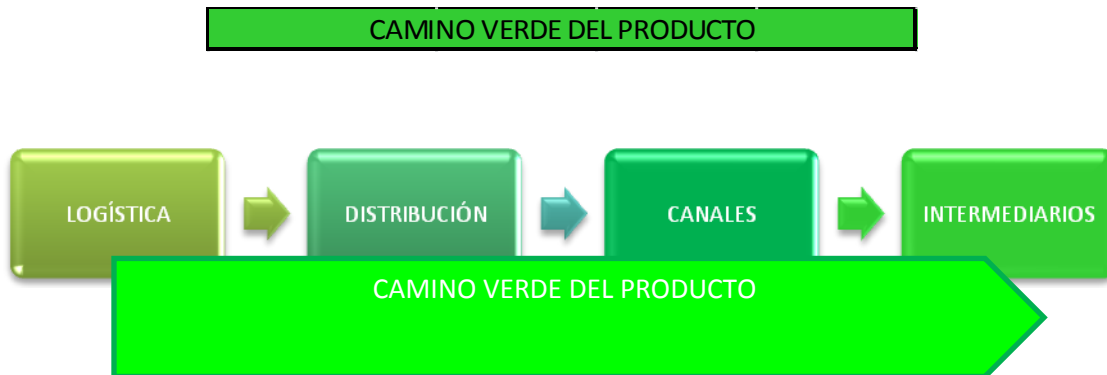 CAMINO VERDE DEL PRODUCTO
LOGÍSTICA
DISTRIBUCIÓN
CANALES
INTERMEDIARIOS
CAMINO VERDE DEL PRODUCTO